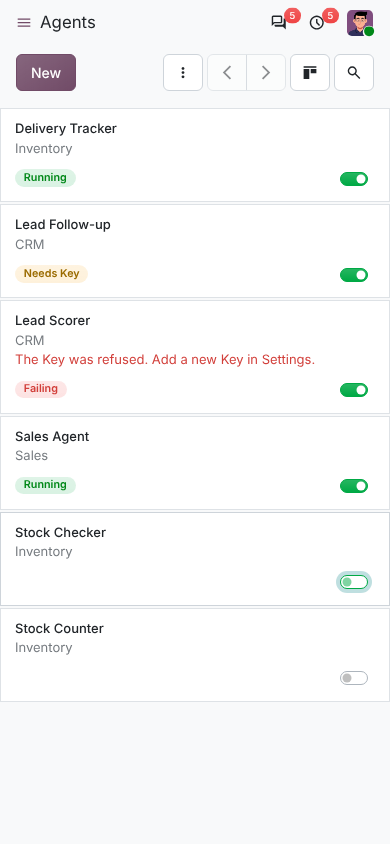 Agents
5
5
New
Delivery Tracker
Inventory
Running
Lead Follow-up
CRM
Needs Key
Lead Scorer
CRM
The Key was refused. Add a new Key in Settings.
Failing
Sales Agent
Sales
Running
Stock Checker
Inventory
Stock Counter
Inventory